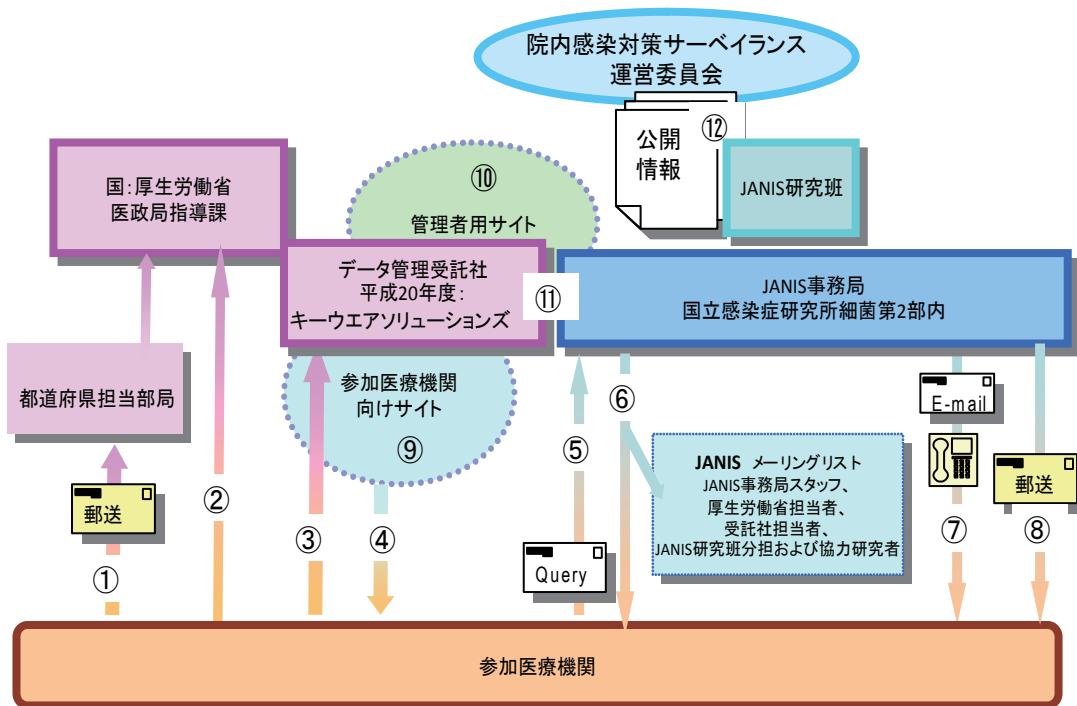 院内感染対策サーベイランス
運営委員会
⑫
公開
情報
JANIS研究班
国：厚生労働省
医政局指導課
⑩
管理者用サイト
データ管理受託社
平成20年度：
キーウエアソリューションズ
⑪
JANIS事務局
国立感染症研究所細菌第2部内
都道府県担当部局
参加医療機関
向けサイト
⑨
⑥
E-mail
⑤
JANIS メーリングリスト
JANIS事務局スタッフ、
厚生労働省担当者、
受託社担当者、
JANIS研究班分担および協力研究者
郵送
②
郵送
③
④
⑦
⑧
①
Query
参加医療機関